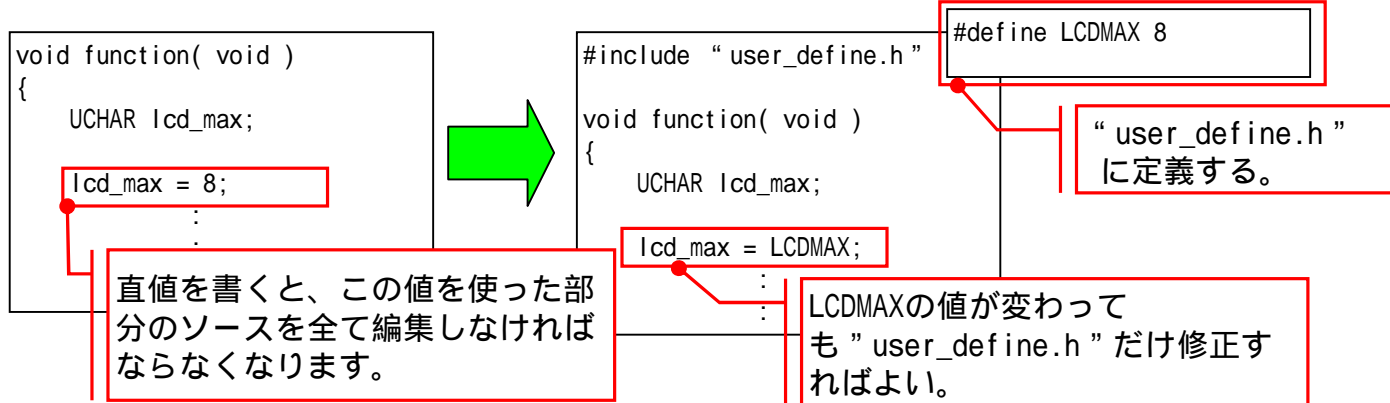 void function( void )
{
UCHAR lcd_max;
lcd_max = 8;
:
.
直値を書くと、この値を使った部
分のソースを全て編集しなければ
ならなくなります。
#include “user_define.h”
void function( void )
{
UCHAR lcd_max;
lcd_max = LCDMAX;
:
:
LCDMAXの値が変わって
も”user_define.h”だけ修正す
ればよい。
#define LCDMAX 8
“user_define.h”
に定義する。